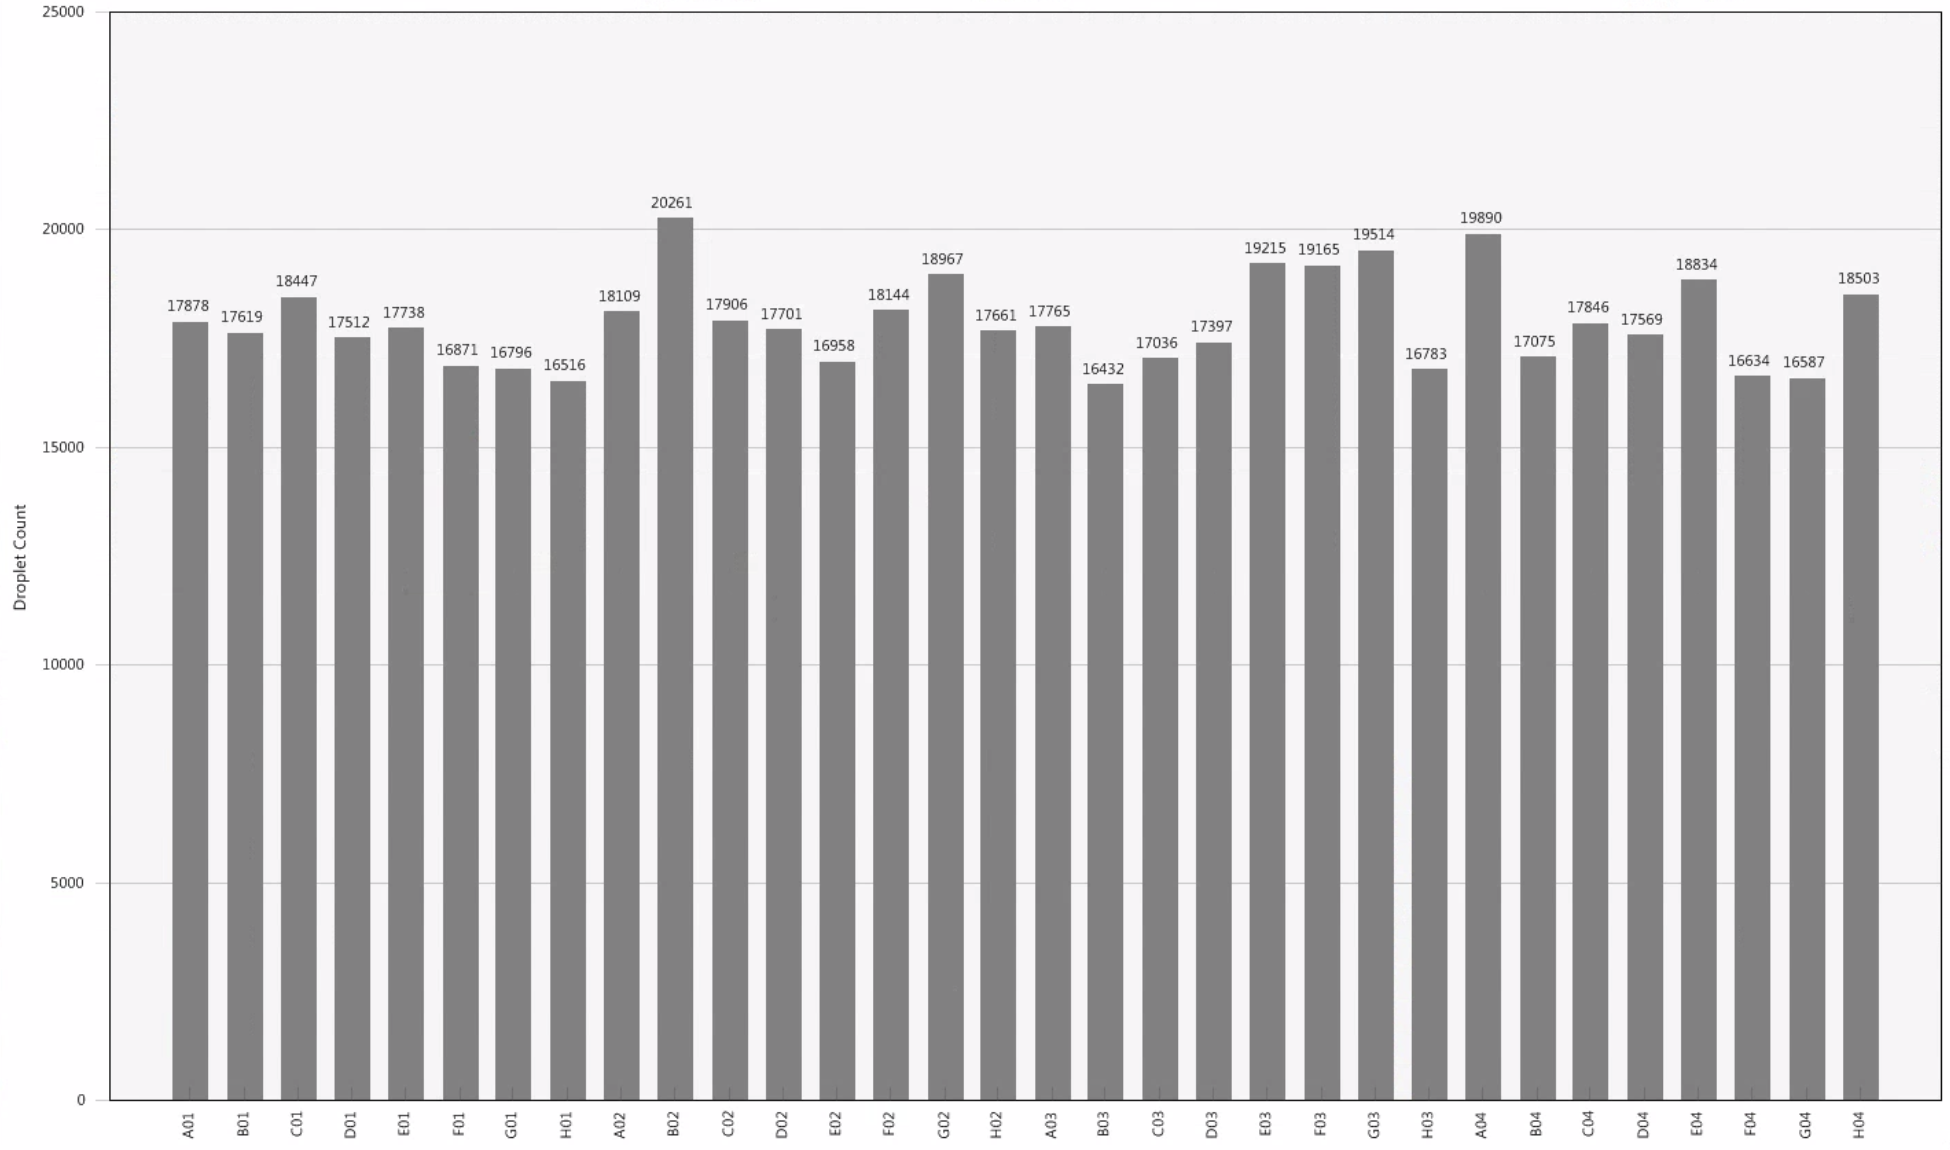 25000
20000
15000
10000
5000
0
Droplet Count
17878
17619
18447
17512
17738
16871
16796
16516
18109
20261
17906
17701
16958
18144
18967
17661
17765
16432
17036
17397
19215
19165
19514
16783
19890
17075
17846
17569
18834
16634
16587
18503
A01
B01
C01
D01
E01
F01
G01
H01
A02
B02
C02
D02
E02
F02
G02
H02
A03
B03
C03
D03
E03
F03
G03
H03
A04
B04
C04
D04
E04
F04
G04
H04